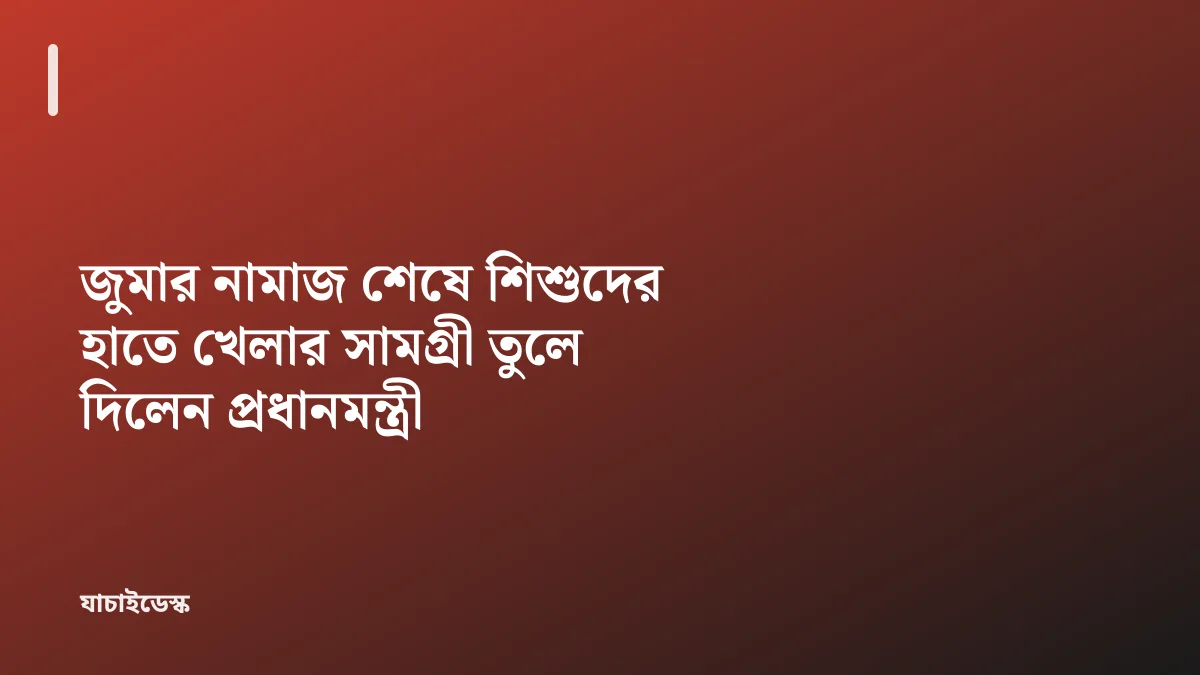 জুমার নামাজ শেষে শিশুদের
হাতে খেলার সামগ্রী তুলে
দিলেন প্রধানমন্ত্রী
যাচাইডেস্ক